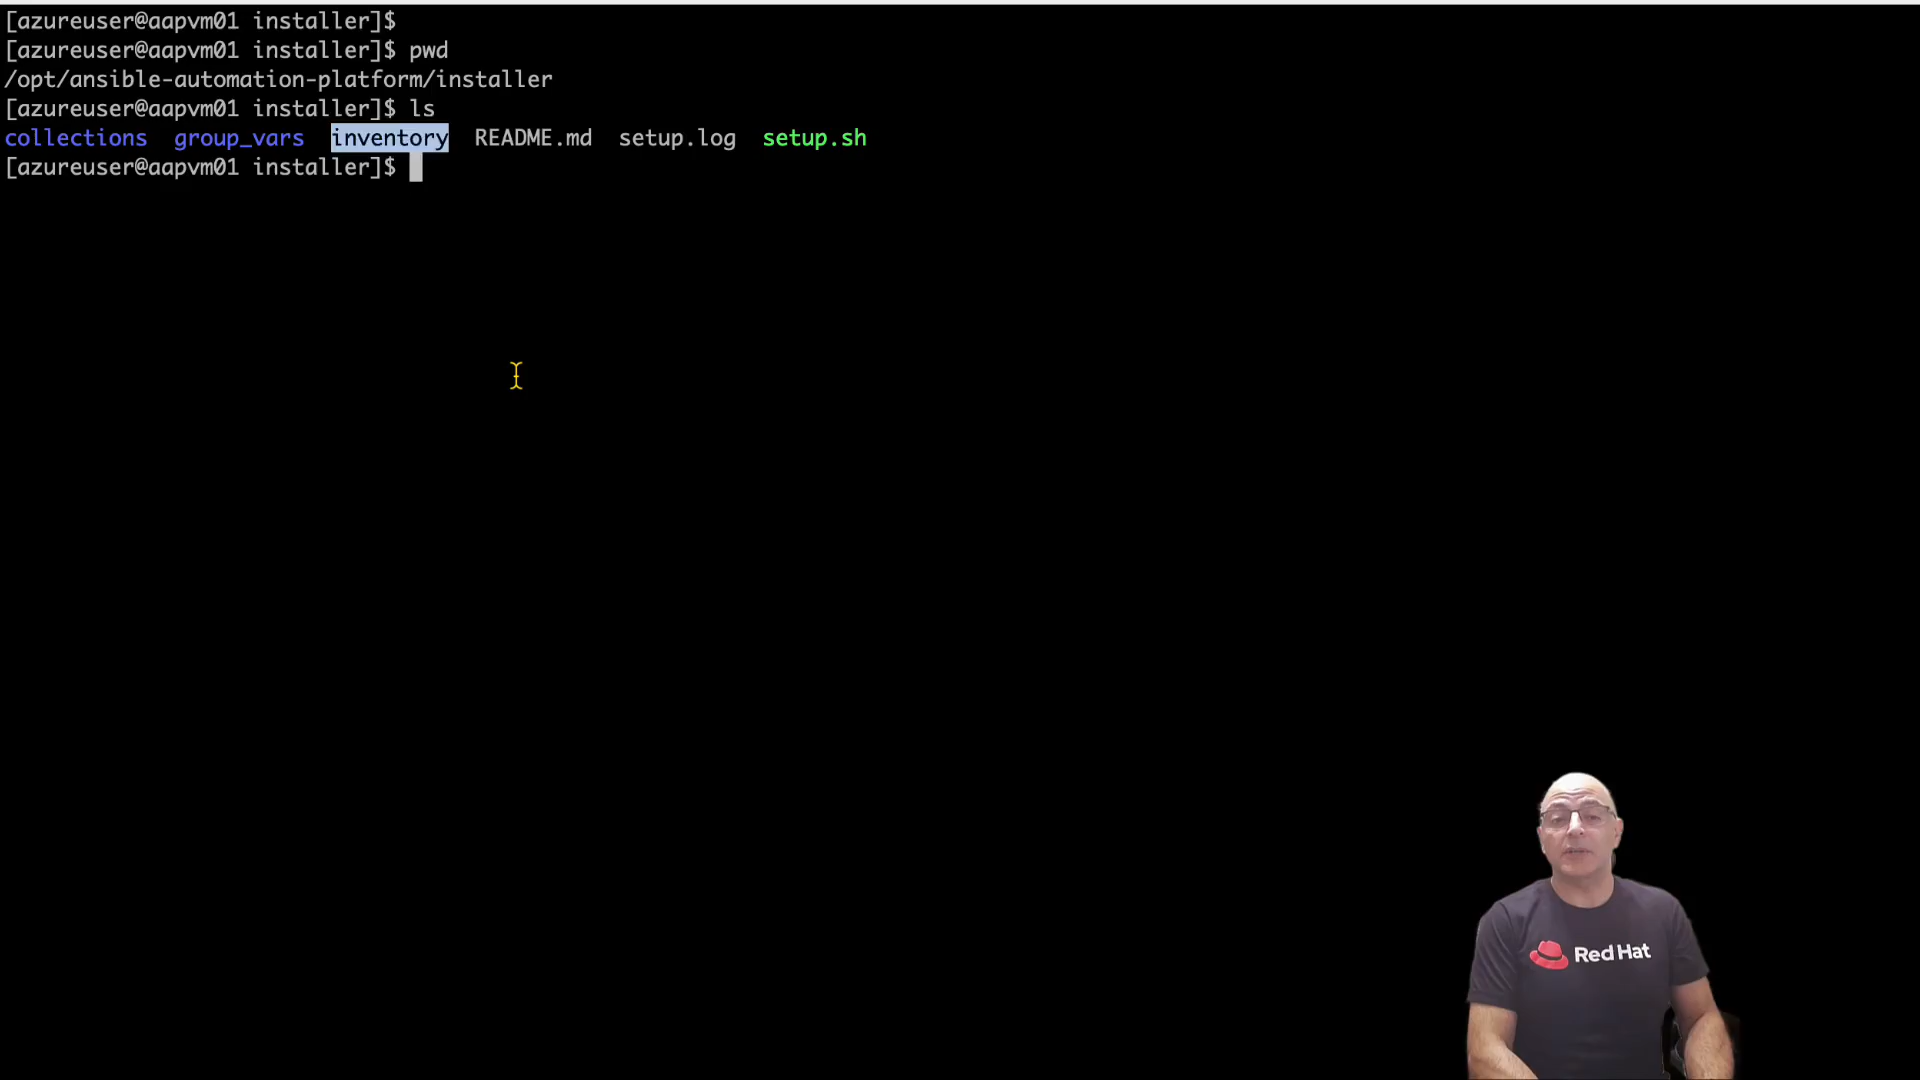 [azureuser@aapvm01 installer]$
[azureuser@aapvm01 installer]$ pwd
/opt/ansible-automation-platform/installer
[azureuser@aapvm01 installer]$ ls
collections  group_vars  inventory  README.md  setup.log  setup.sh
[azureuser@aapvm01 installer]$
Red Hat